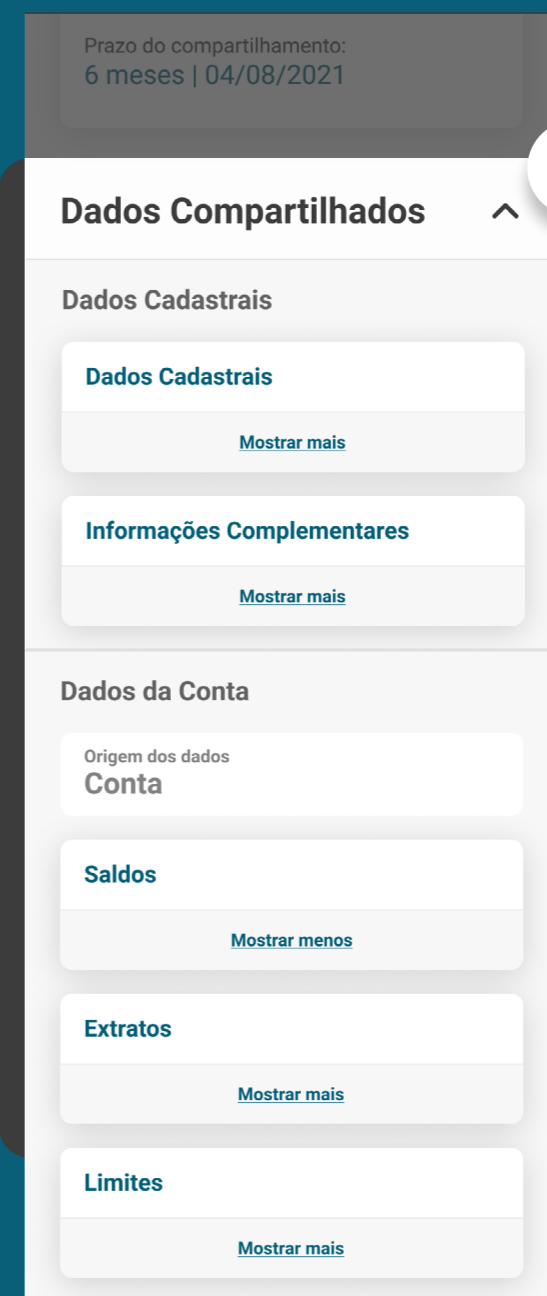 Prazo do compartilhamento:
6 meses | 04/08/2021
Dados Compartilhados
Dados Cadastrais
Dados Cadastrais
Mostrar mais
Informações Complementares
Mostrar mais
Dados da Conta
Origem dos dados
Conta
Saldos
Mostrar menos
Extratos
Mostrar mais
Limites
Mostrar mais